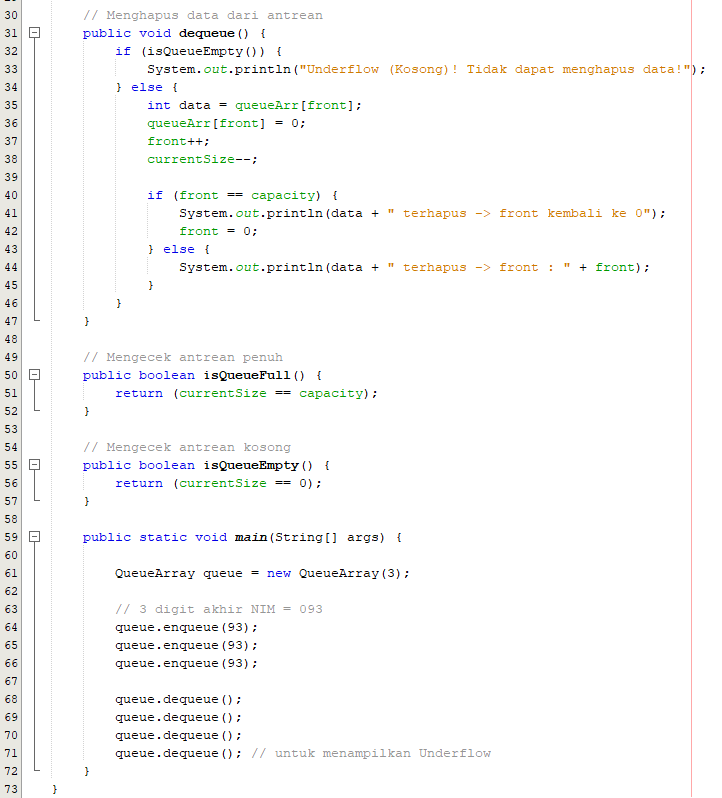 30 // Menghapus data dari antrean
31 public void dequeue() {
32 if (isQueueEmpty()) {
33 System.out.println("Underflow (Kosong)! Tidak dapat menghapus data!");
34 } else {
35 int data = queueArr[front];
36 queueArr[front] = 0;
37 front++;
38 currentSize--;
39
40 if (front == capacity) {
41 System.out.println(data + " terhapus -> front kembali ke 0");
42 front = 0;
43 } else {
44 System.out.println(data + " terhapus -> front : " + front);
45 }
46 }
47 }
48
49 // Mengecek antrean penuh
50 public boolean isQueueFull() {
51 return (currentSize == capacity);
52 }
53
54 // Mengecek antrean kosong
55 public boolean isQueueEmpty() {
56 return (currentSize == 0);
57 }
58
59 public static void main(String[] args) {
60
61 QueueArray queue = new QueueArray(3);
62
63 // 3 digit akhir NIM = 093
64 queue.enqueue(93);
65 queue.enqueue(93);
66 queue.enqueue(93);
67
68 queue.dequeue();
69 queue.dequeue();
70 queue.dequeue();
71 queue.dequeue(); // untuk menampilkan Underflow
72 }
73 }